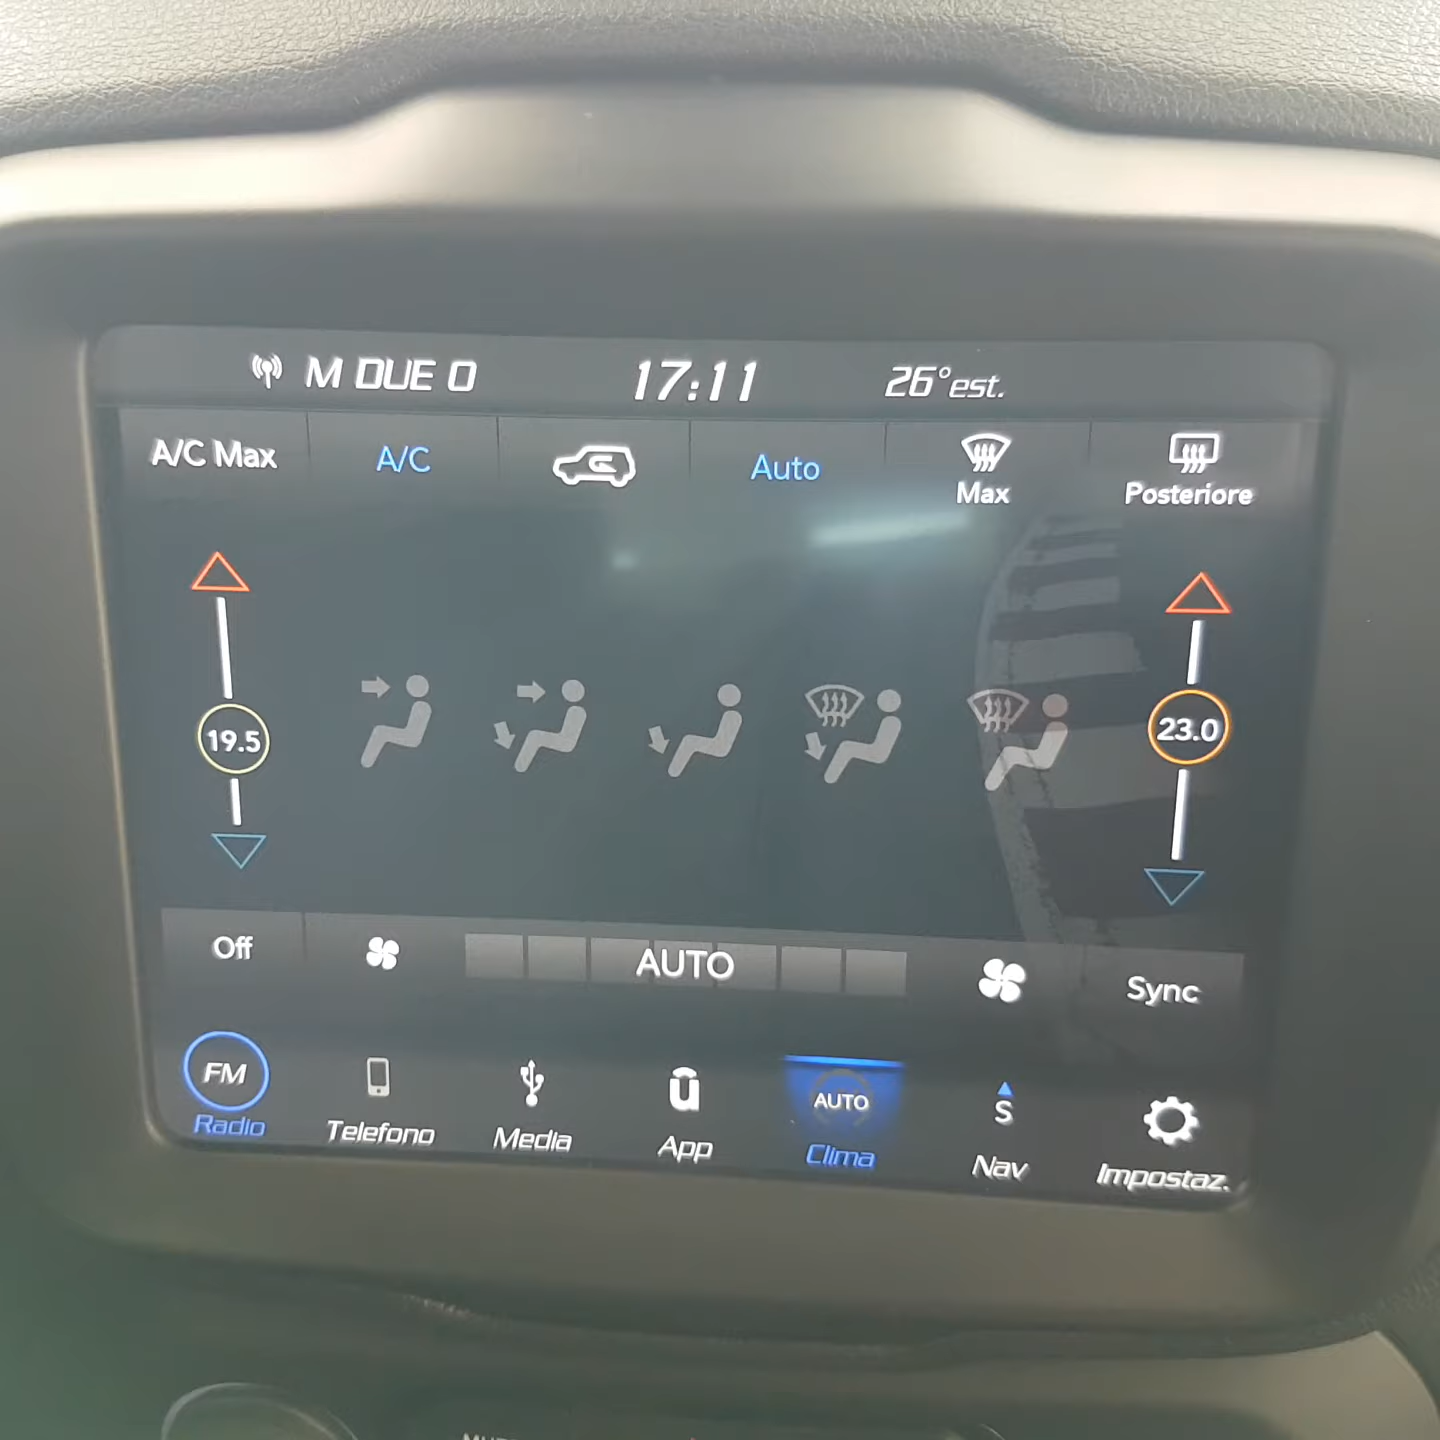 M DUE O 17:11 26°est.
A/C Max A/C Auto Max Posteriore
19.5 23.0
Off AUTO Sync
FM AUTO S
Radio Telefono Media App Clima Nav Impostaz.